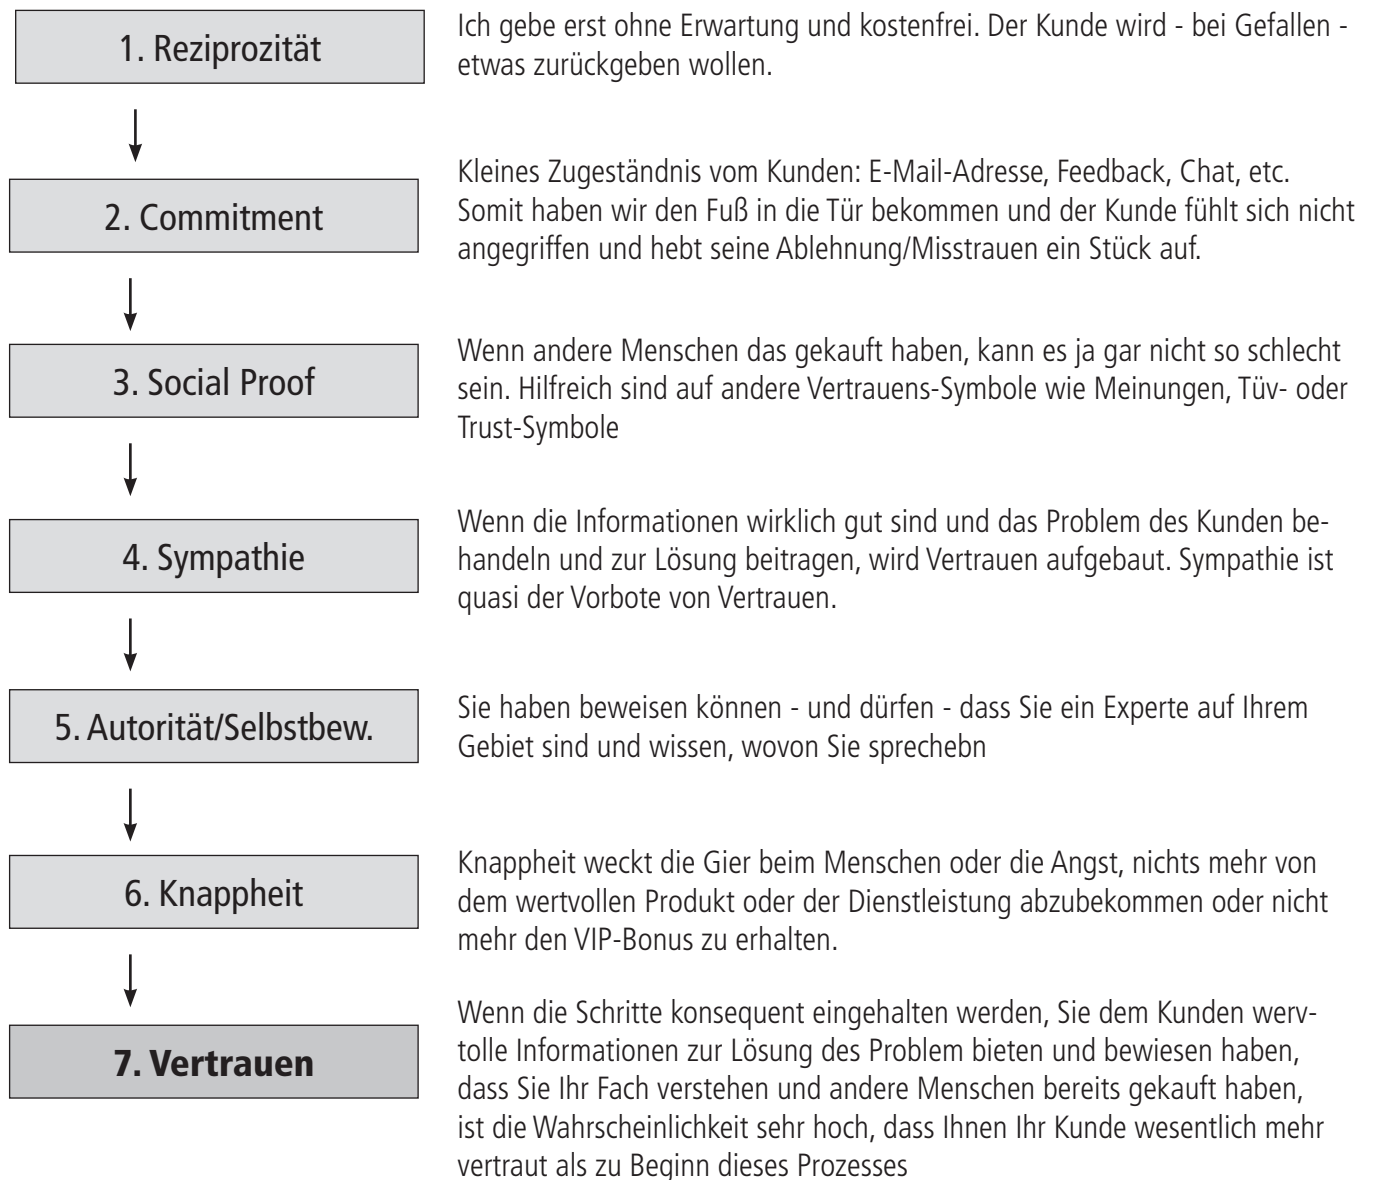 1. Reziprozität
Ich gebe erst ohne Erwartung und kostenfrei. Der Kunde wird - bei Gefallen -
etwas zurückgeben wollen.
2. Commitment
Kleines Zugeständnis vom Kunden: E-Mail-Adresse, Feedback, Chat, etc.
Somit haben wir den Fuß in die Tür bekommen und der Kunde fühlt sich nicht
angegriffen und hebt seine Ablehnung/Misstrauen ein Stück auf.
3. Social Proof
Wenn andere Menschen das gekauft haben, kann es ja gar nicht so schlecht
sein. Hilfreich sind auf andere Vertrauens-Symbole wie Meinungen, Tüv- oder
Trust-Symbole
4. Sympathie
Wenn die Informationen wirklich gut sind und das Problem des Kunden be-
handeln und zur Lösung beitragen, wird Vertrauen aufgebaut. Sympathie ist
quasi der Vorbote von Vertrauen.
5. Autorität/Selbstbew.
Sie haben beweisen können - und dürfen - dass Sie ein Experte auf Ihrem
Gebiet sind und wissen, wovon Sie sprechebn
6. Knappheit
Knappheit weckt die Gier beim Menschen oder die Angst, nichts mehr von
dem wertvollen Produkt oder der Dienstleistung abzubekommen oder nicht
mehr den VIP-Bonus zu erhalten.
7. Vertrauen
Wenn die Schritte konsequent eingehalten werden, Sie dem Kunden werv-
tolle Informationen zur Lösung des Problem bieten und bewiesen haben,
dass Sie Ihr Fach verstehen und andere Menschen bereits gekauft haben,
ist die Wahrscheinlichkeit sehr hoch, dass Ihnen Ihr Kunde wesentlich mehr
vertraut als zu Beginn dieses Prozesses